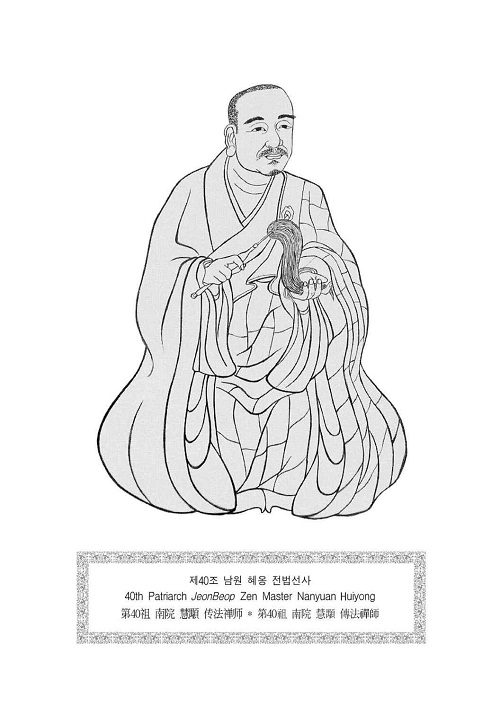 제40조 남원 혜옹 전법선사
40th Patriarch JeonBeop Zen Master Nanyuan Huiyong
第40祖 南院 慧顒 传法禅师 * 第40祖 南院 慧顒 傳法禪師